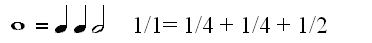 𝅝 = ♩ ♩ 𝅗𝅥 1/1= 1/4 + 1/4 + 1/2